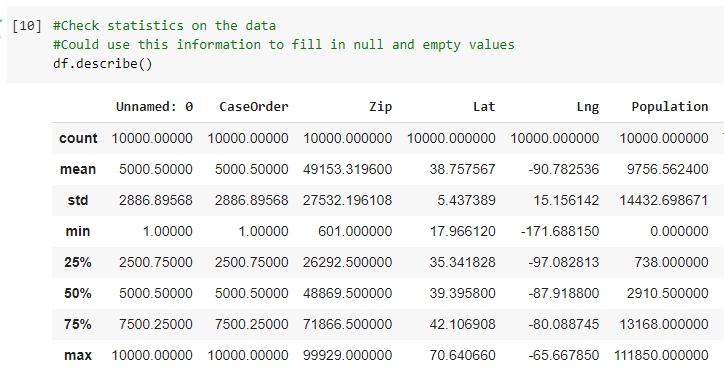 [10] #Check statistics on the data
#Could use this information to fill in null and empty values
df.describe()
Unnamed: 0 CaseOrder Zip Lat Lng Population
count 10000.00000 10000.00000 10000.000000 10000.000000 10000.000000 10000.000000
mean 5000.50000 5000.50000 49153.319600 38.757567 -90.782536 9756.562400
std 2886.89568 2886.89568 27532.196108 5.437389 15.156142 14432.698671
min 1.00000 1.00000 601.000000 17.966120 -171.688150 0.000000
25% 2500.75000 2500.75000 26292.500000 35.341828 -97.082813 738.000000
50% 5000.50000 5000.50000 48869.500000 39.395800 -87.918800 2910.500000
75% 7500.25000 7500.25000 71866.500000 42.106908 -80.088745 13168.000000
max 10000.00000 10000.00000 99929.000000 70.640660 -65.667850 111850.000000